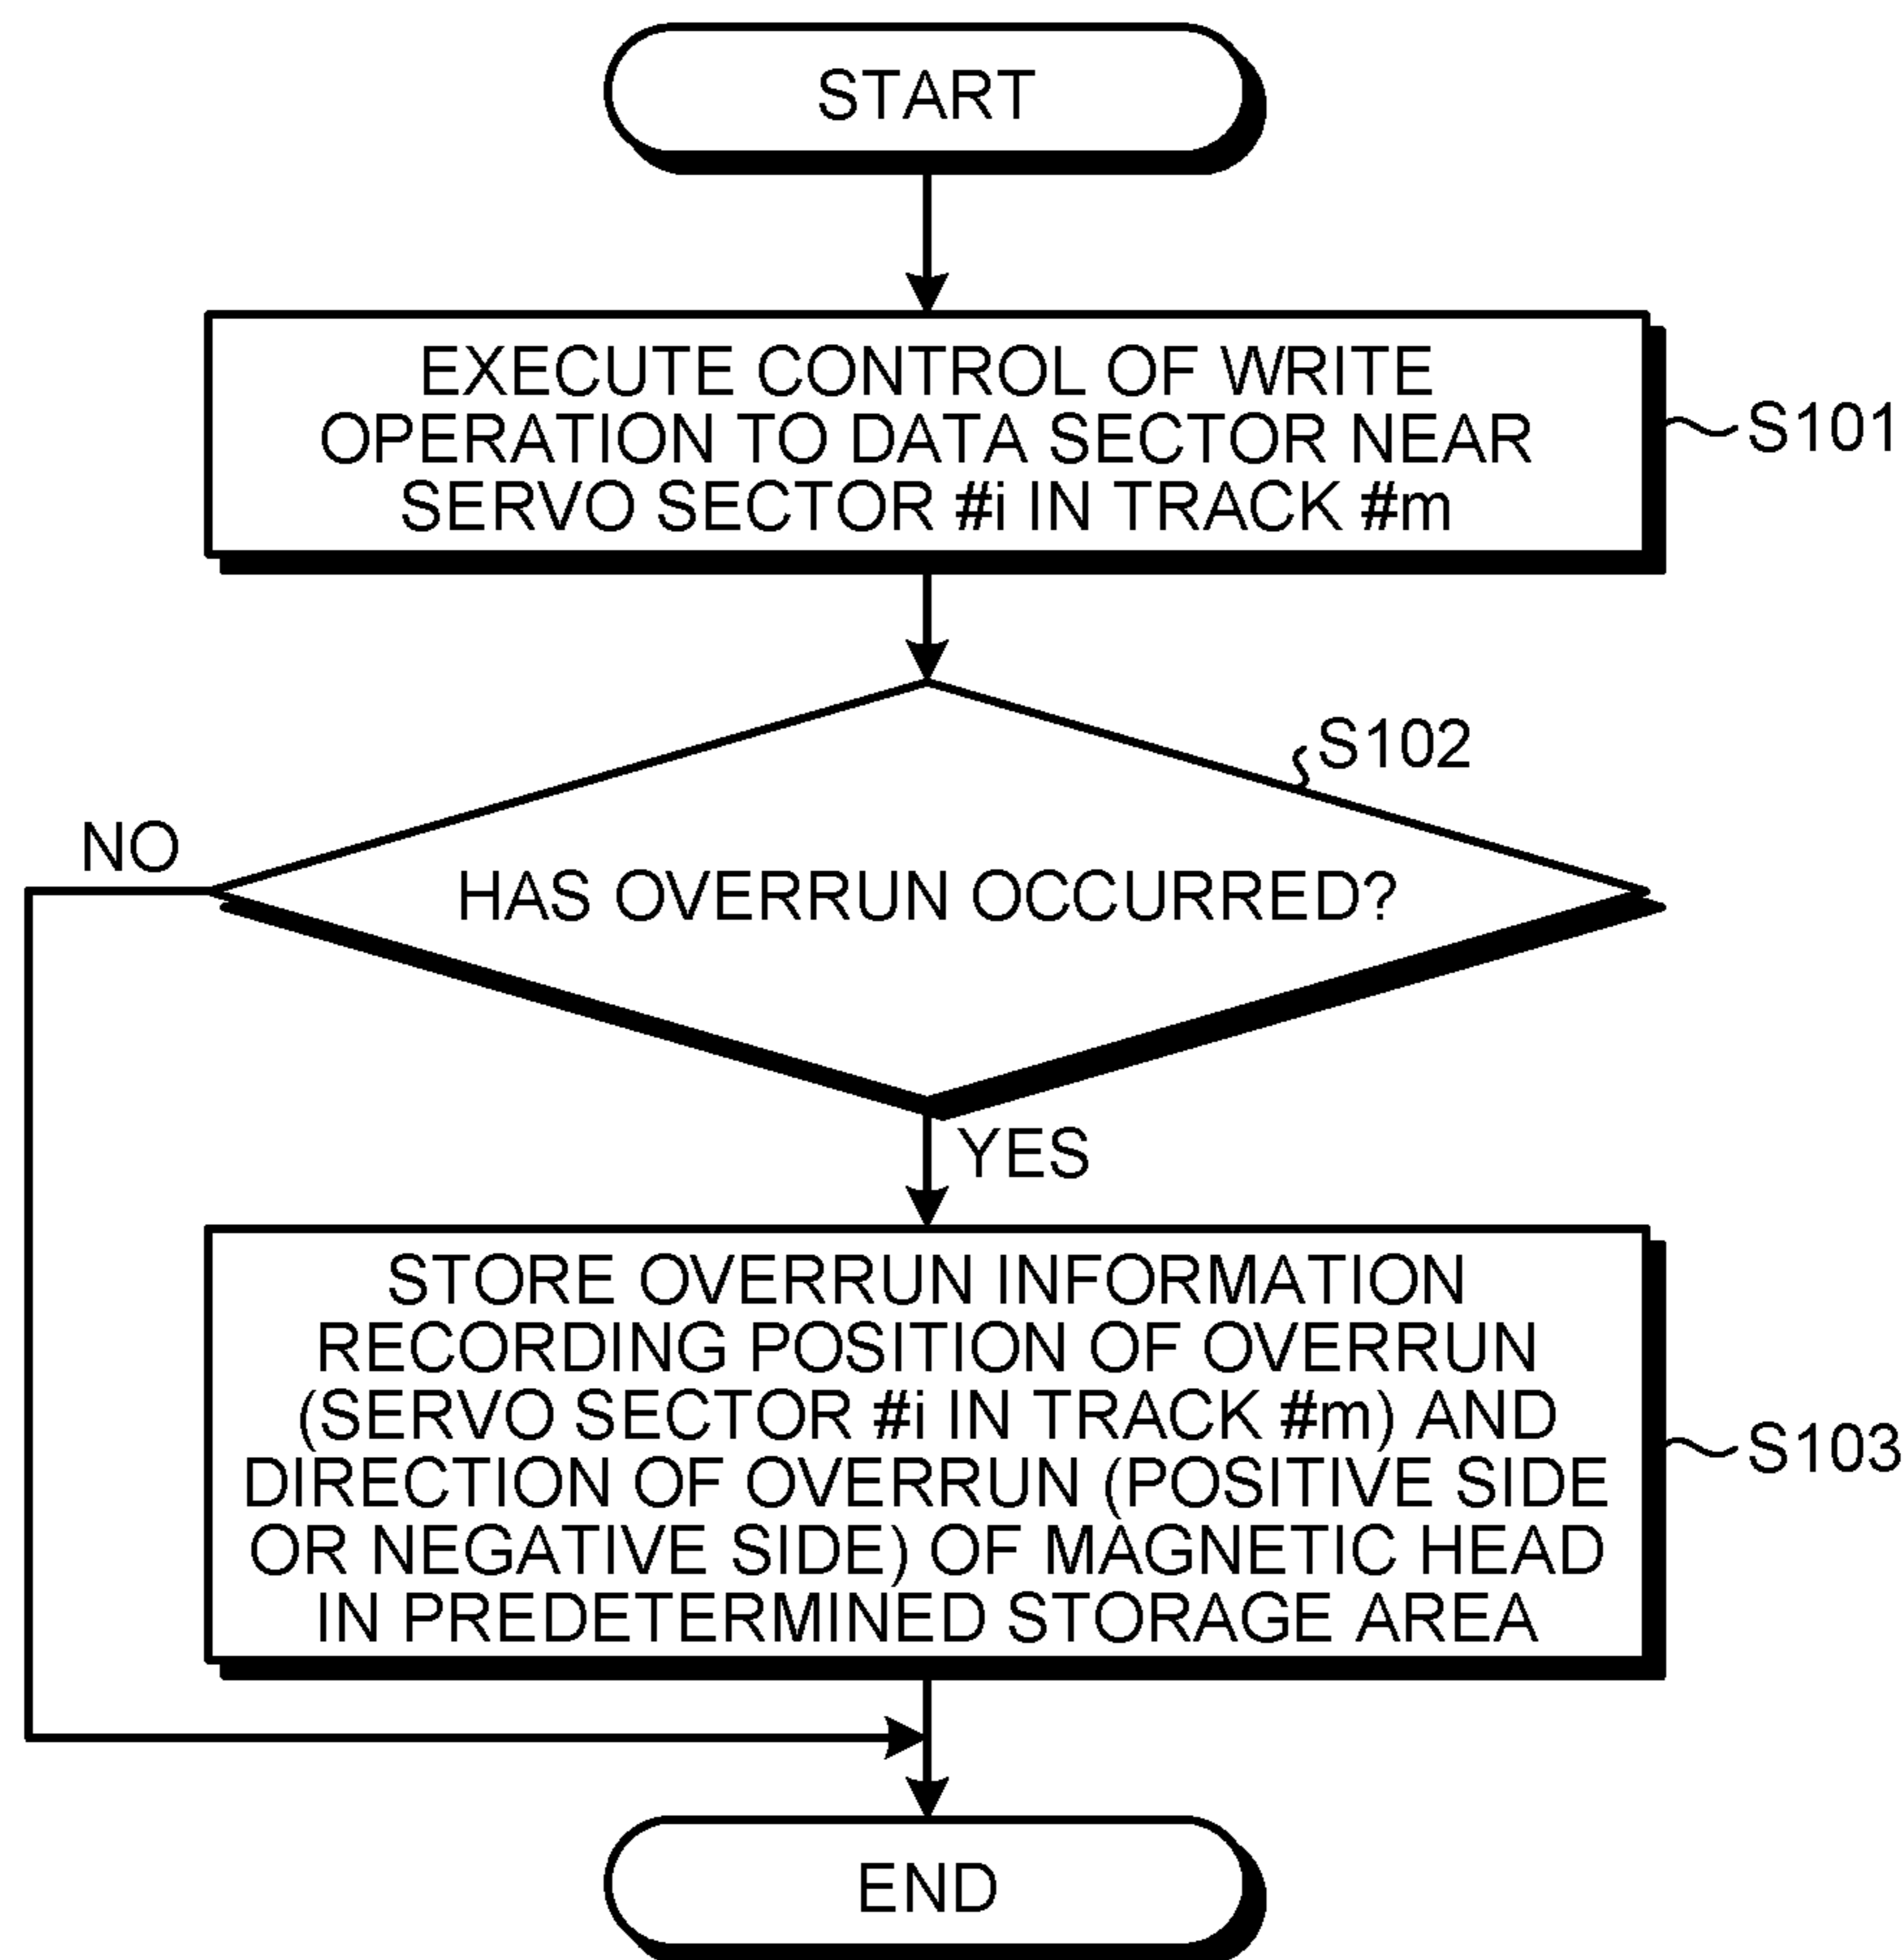 START
EXECUTE CONTROL OF WRITE
OPERATION TO DATA SECTOR NEAR
SERVO SECTOR #i IN TRACK #m
S101
S102
NO
HAS OVERRUN OCCURRED?
YES
STORE OVERRUN INFORMATION
RECORDING POSITION OF OVERRUN
(SERVO SECTOR #i IN TRACK #m) AND
DIRECTION OF OVERRUN (POSITIVE SIDE
OR NEGATIVE SIDE) OF MAGNETIC HEAD
IN PREDETERMINED STORAGE AREA
S103
END